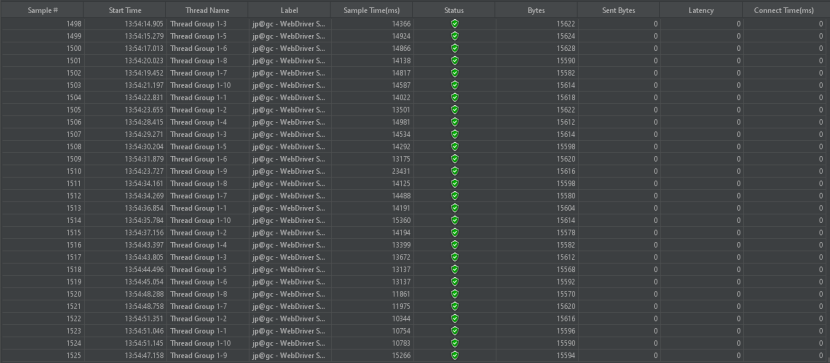 Sample # Start Time Thread Name Label Sample Time(ms) Status Bytes Sent Bytes Latency Connect Time(ms)
1498 13:54:14.905 Thread Group 1-3 jp@gc - WebDriver S... 14366 15622 0 0 0
1499 13:54:15.279 Thread Group 1-5 jp@gc - WebDriver S... 14924 15624 0 0 0
1500 13:54:17.013 Thread Group 1-6 jp@gc - WebDriver S... 14866 15628 0 0 0
1501 13:54:20.023 Thread Group 1-8 jp@gc - WebDriver S... 14138 15590 0 0 0
1502 13:54:19.452 Thread Group 1-7 jp@gc - WebDriver S... 14817 15582 0 0 0
1503 13:54:21.197 Thread Group 1-10 jp@gc - WebDriver S... 14587 15614 0 0 0
1504 13:54:22.831 Thread Group 1-1 jp@gc - WebDriver S... 14022 15618 0 0 0
1505 13:54:23.655 Thread Group 1-2 jp@gc - WebDriver S... 13501 15622 0 0 0
1506 13:54:28.415 Thread Group 1-4 jp@gc - WebDriver S... 14981 15612 0 0 0
1507 13:54:29.271 Thread Group 1-3 jp@gc - WebDriver S... 14534 15614 0 0 0
1508 13:54:30.204 Thread Group 1-5 jp@gc - WebDriver S... 14292 15598 0 0 0
1509 13:54:31.879 Thread Group 1-6 jp@gc - WebDriver S... 13175 15620 0 0 0
1510 13:54:23.727 Thread Group 1-9 jp@gc - WebDriver S... 23431 15616 0 0 0
1511 13:54:34.161 Thread Group 1-8 jp@gc - WebDriver S... 14125 15598 0 0 0
1512 13:54:34.269 Thread Group 1-7 jp@gc - WebDriver S... 14488 15580 0 0 0
1513 13:54:36.854 Thread Group 1-1 jp@gc - WebDriver S... 14191 15604 0 0 0
1514 13:54:35.784 Thread Group 1-10 jp@gc - WebDriver S... 15360 15614 0 0 0
1515 13:54:37.156 Thread Group 1-2 jp@gc - WebDriver S... 14194 15578 0 0 0
1516 13:54:43.397 Thread Group 1-4 jp@gc - WebDriver S... 13399 15582 0 0 0
1517 13:54:43.805 Thread Group 1-3 jp@gc - WebDriver S... 13672 15612 0 0 0
1518 13:54:44.496 Thread Group 1-5 jp@gc - WebDriver S... 13137 15568 0 0 0
1519 13:54:45.054 Thread Group 1-6 jp@gc - WebDriver S... 13137 15592 0 0 0
1520 13:54:48.288 Thread Group 1-8 jp@gc - WebDriver S... 11861 15570 0 0 0
1521 13:54:48.758 Thread Group 1-7 jp@gc - WebDriver S... 11975 15620 0 0 0
1522 13:54:51.351 Thread Group 1-2 jp@gc - WebDriver S... 10344 15616 0 0 0
1523 13:54:51.046 Thread Group 1-1 jp@gc - WebDriver S... 10754 15596 0 0 0
1524 13:54:51.145 Thread Group 1-10 jp@gc - WebDriver S... 10783 15590 0 0 0
1525 13:54:47.158 Thread Group 1-9 jp@gc - WebDriver S... 15266 15594 0 0 0